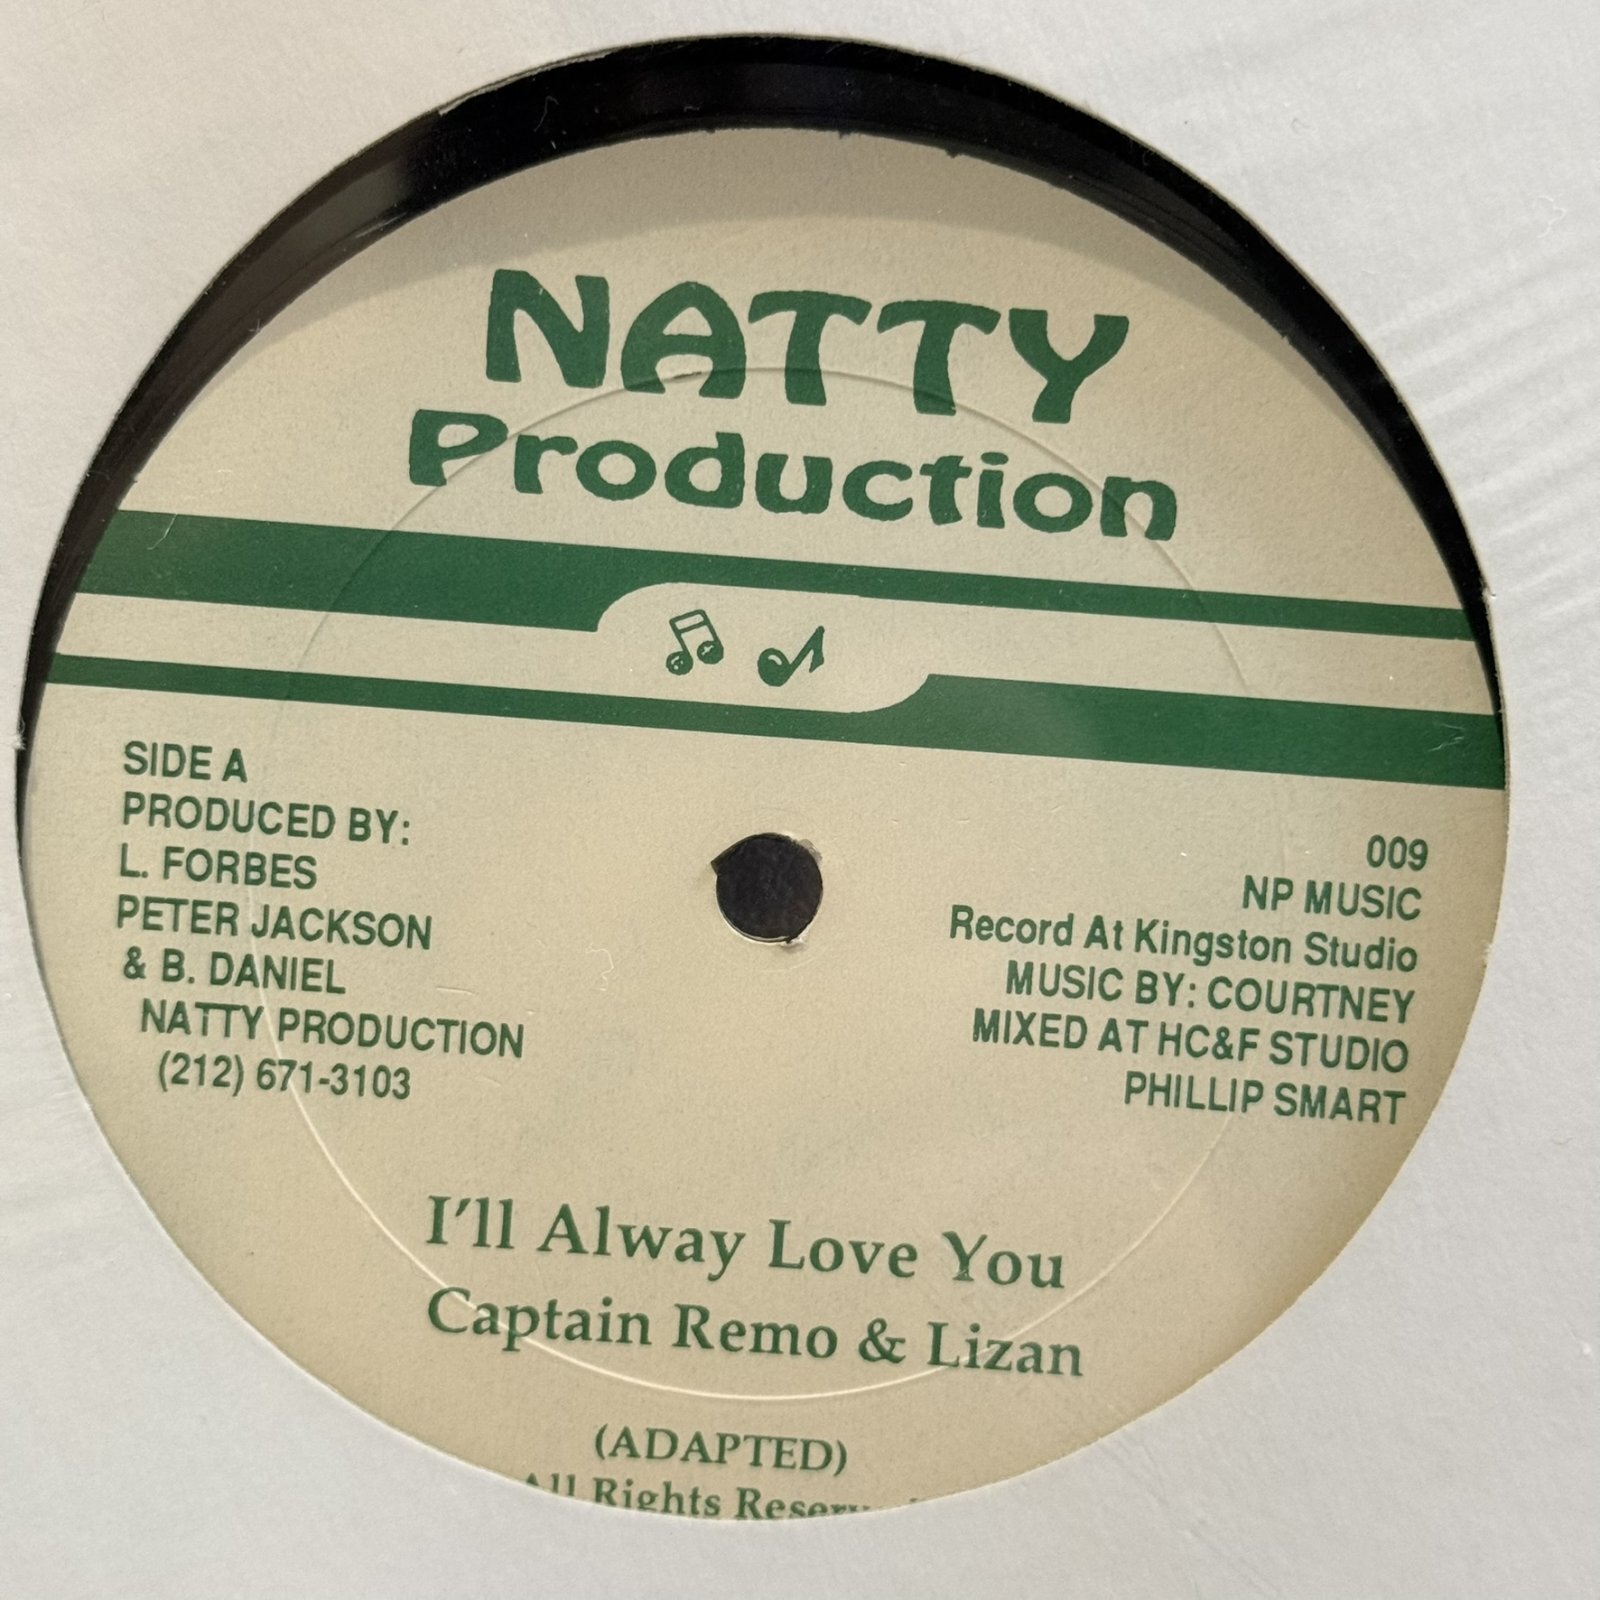 NATTY
Production
SIDE A
PRODUCED BY:
L. FORBES
PETER JACKSON
& B. DANIEL
NATTY PRODUCTION
(212) 671-3103
009
NP MUSIC
Record At Kingston Studio
MUSIC BY: COURTNEY
MIXED AT HC&F STUDIO
PHILLIP SMART
I'll Alway Love You
Captain Remo & Lizan
(ADAPTED)
All Rights